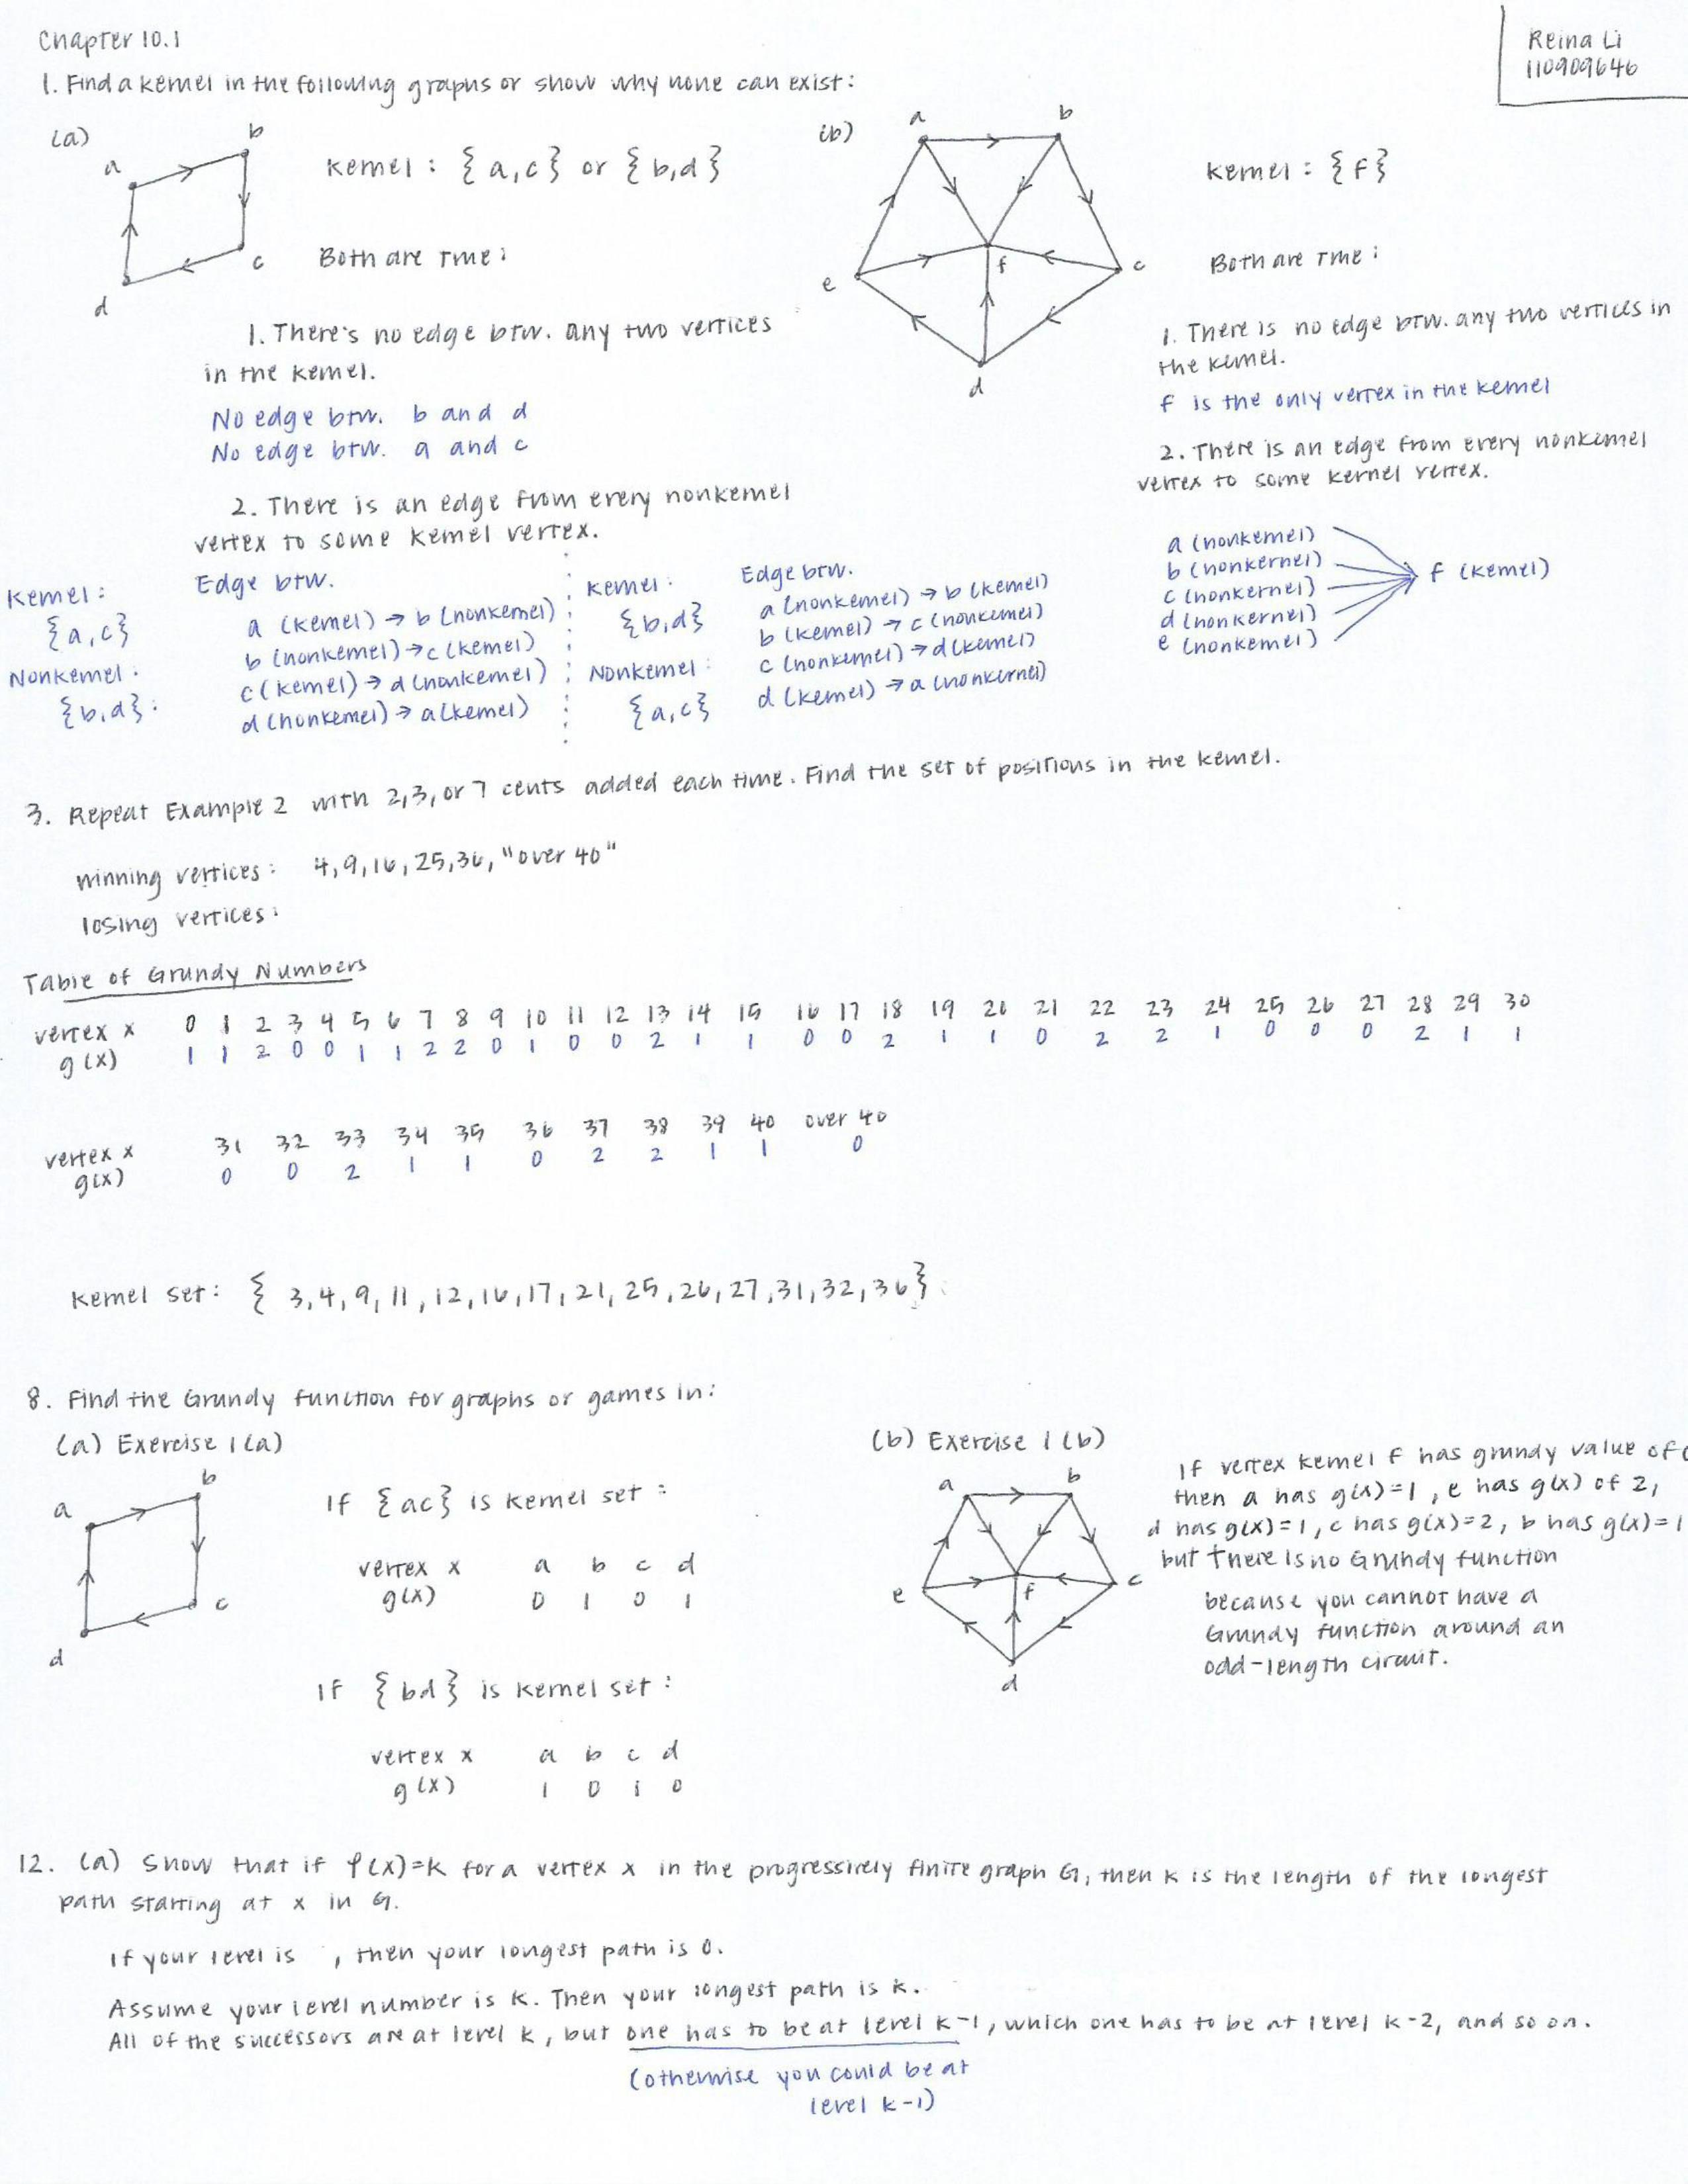 Chapter 10.1
Reina Li
110909646
1. Find a kernel in the following graphs or show why none can exist:
(a)
a
b
c
d
Kernel : { a,c } or { b,d }
Both are true :
1. There's no edge btw. any two vertices
in the kernel.
No edge btw. b and d
No edge btw. a and c
2. There is an edge from every nonkernel
vertex to some kernel vertex.
Kernel :
{a,c}
Nonkernel :
{b,d} :
Edge btw.
a (kernel) → b (nonkernel)
b (nonkernel) → c (kernel)
c (kernel) → d (nonkernel)
d (nonkernel) → a (kernel)
Kernel :
{b,d}
Nonkernel :
{a,c}
Edge btw.
a (nonkernel) → b (kernel)
b (kernel) → c (nonkernel)
c (nonkernel) → d (kernel)
d (kernel) → a (nonkernel)
(b)
a
b
c
d
e
f
Kernel : { f }
Both are true :
1. There is no edge btw. any two vertices in
the kernel.
f is the only vertex in the kernel
2. There is an edge from every nonkernel
vertex to some kernel vertex.
a (nonkernel)
b (nonkernel)
c (nonkernel)
d (nonkernel)
e (nonkernel)
f (kernel)
3. Repeat Example 2 with 2,3, or 7 cents added each time. Find the set of positions in the kernel.
winning vertices : 4, 9, 16, 25, 36, "over 40"
losing vertices :
Table of Grundy Numbers
vertex x 0 1 2 3 4 5 6 7 8 9 10 11 12 13 14 15 16 17 18 19 20 21 22 23 24 25 26 27 28 29 30
g(x) 1 1 2 0 0 1 1 2 2 0 1 0 0 2 1 1 0 0 2 1 1 0 2 2 1 0 0 0 2 1 1
vertex x 31 32 33 34 35 36 37 38 39 40 over 40
g(x) 0 0 2 1 1 0 2 2 1 1 0
Kernel set : { 3,4,9,11,12,16,17,21,25,26,27,31,32,36 }
8. Find the Grundy function for graphs or games in :
(a) Exercise 1(a)
a
b
c
d
If {ac} is kernel set :
vertex x a b c d
g(x) 0 1 0 1
If {bd} is kernel set :
vertex x a b c d
g(x) 1 0 1 0
(b) Exercise 1(b)
a
b
c
d
e
f
If vertex kernel f has grundy value of 0
then a has g(x)=1, e has g(x) of 2,
d has g(x)=1, c has g(x)=2, b has g(x)=1
but there is no Grundy function
because you cannot have a
Grundy function around an
odd-length circuit.
12. (a) Show that if ℓ(x)=k for a vertex x in the progressively finite graph G, then k is the length of the longest
path starting at x in G.
If your level is , then your longest path is 0.
Assume your level number is k. Then your longest path is k.
All of the successors are at level k, but one has to be at level k-1, which one has to be at level k-2, and so on.
(otherwise you could be at
level k-1)